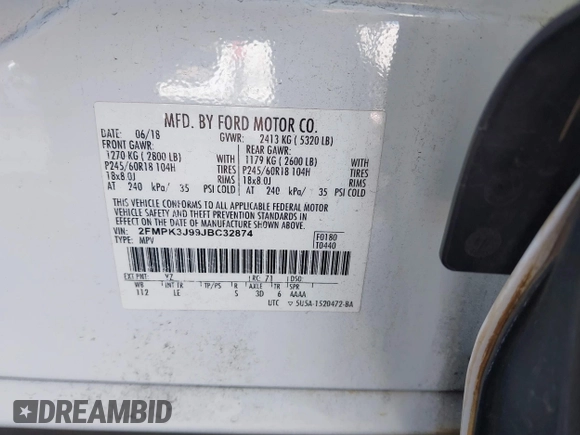 MFD. BY FORD MOTOR CO.
DATE: 06/18 GVWR: 2413 KG ( 5320 LB)
FRONT GAWR: REAR GAWR:
1270 KG ( 2800 LB) WITH 1179 KG ( 2600 LB) WITH
P245/60R18 104H TIRES P245/60R18 104H TIRES
18x8.0J RIMS 18x8.0J RIMS
AT 240 kPa/ 35 PSI COLD AT 240 kPa/ 35 PSI COLD
THIS VEHICLE CONFORMS TO ALL APPLICABLE FEDERAL MOTOR
VEHICLE SAFETY AND THEFT PREVENTION STANDARDS IN EFFECT ON THE DATE OF MANUFACTURE SHOWN ABOVE.
VIN: 2FMPK3J99JBC32874 F0180
TYPE: MPV T0440
EXT PNT: YZ RC: 71 DSO:
WB INT TR TP/PS R AXLE TR SPR
112 LE S 3D 6 AAAA
UTC ▽ 5U5A-1520472-BA
DREAMBID